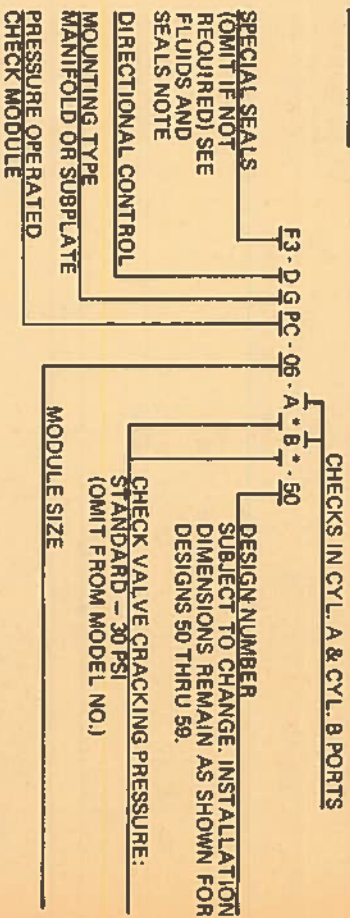 F3 - D G PC - 06 - A * B * - 50
SPECIAL SEALS
(OMIT IF NOT
REQUIRED) SEE
FLUIDS AND
SEALS NOTE
DIRECTIONAL CONTROL
MOUNTING TYPE
MANIFOLD OR SUBPLATE
PRESSURE OPERATED
CHECK MODULE
CHECKS IN CYL. A & CYL. B PORTS
DESIGN NUMBER
SUBJECT TO CHANGE. INSTALLATION
DIMENSIONS REMAIN AS SHOWN FOR
DESIGNS 50 THRU 59.
CHECK VALVE CRACKING PRESSURE:
STANDARD — 30 PSI
(OMIT FROM MODEL NO.)
MODULE SIZE